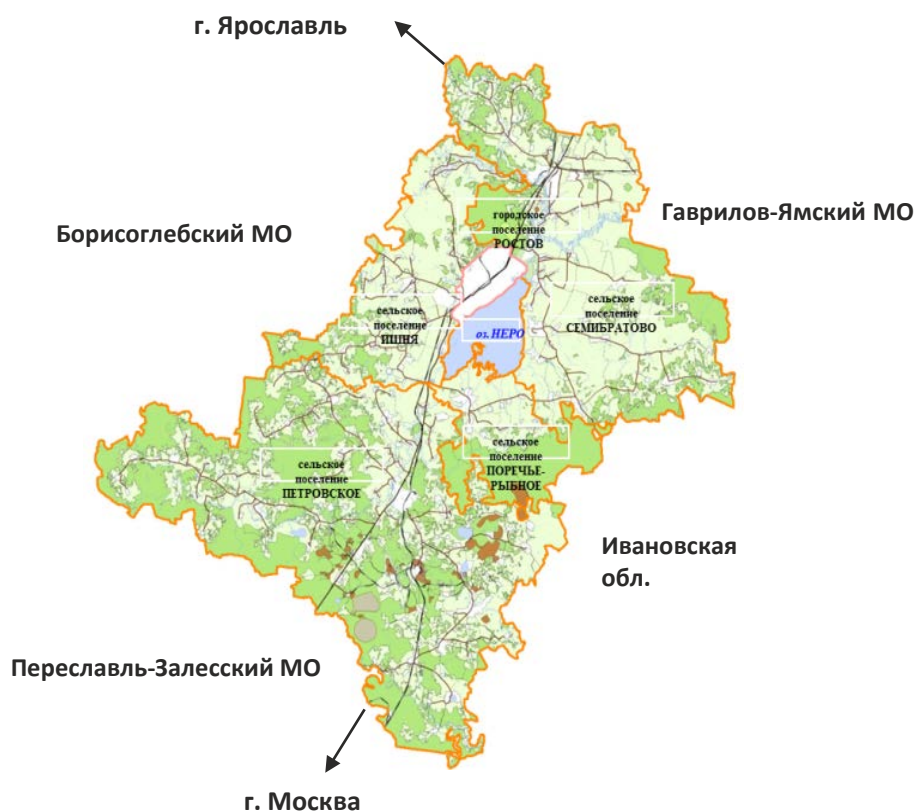 г. Ярославль
Гаврилов-Ямский МО
Борисоглебский МО
городское
поселение
РОСТОВ
сельское
поселение
СЕМИБРАТОВО
сельское
поселение
ИШНЯ
оз. НЕРО
сельское
поселение
ПОРЕЧЬЕ-
РЫБНОЕ
сельское
поселение
ПЕТРОВСКОЕ
Ивановская
обл.
Переславль-Залесский МО
г. Москва